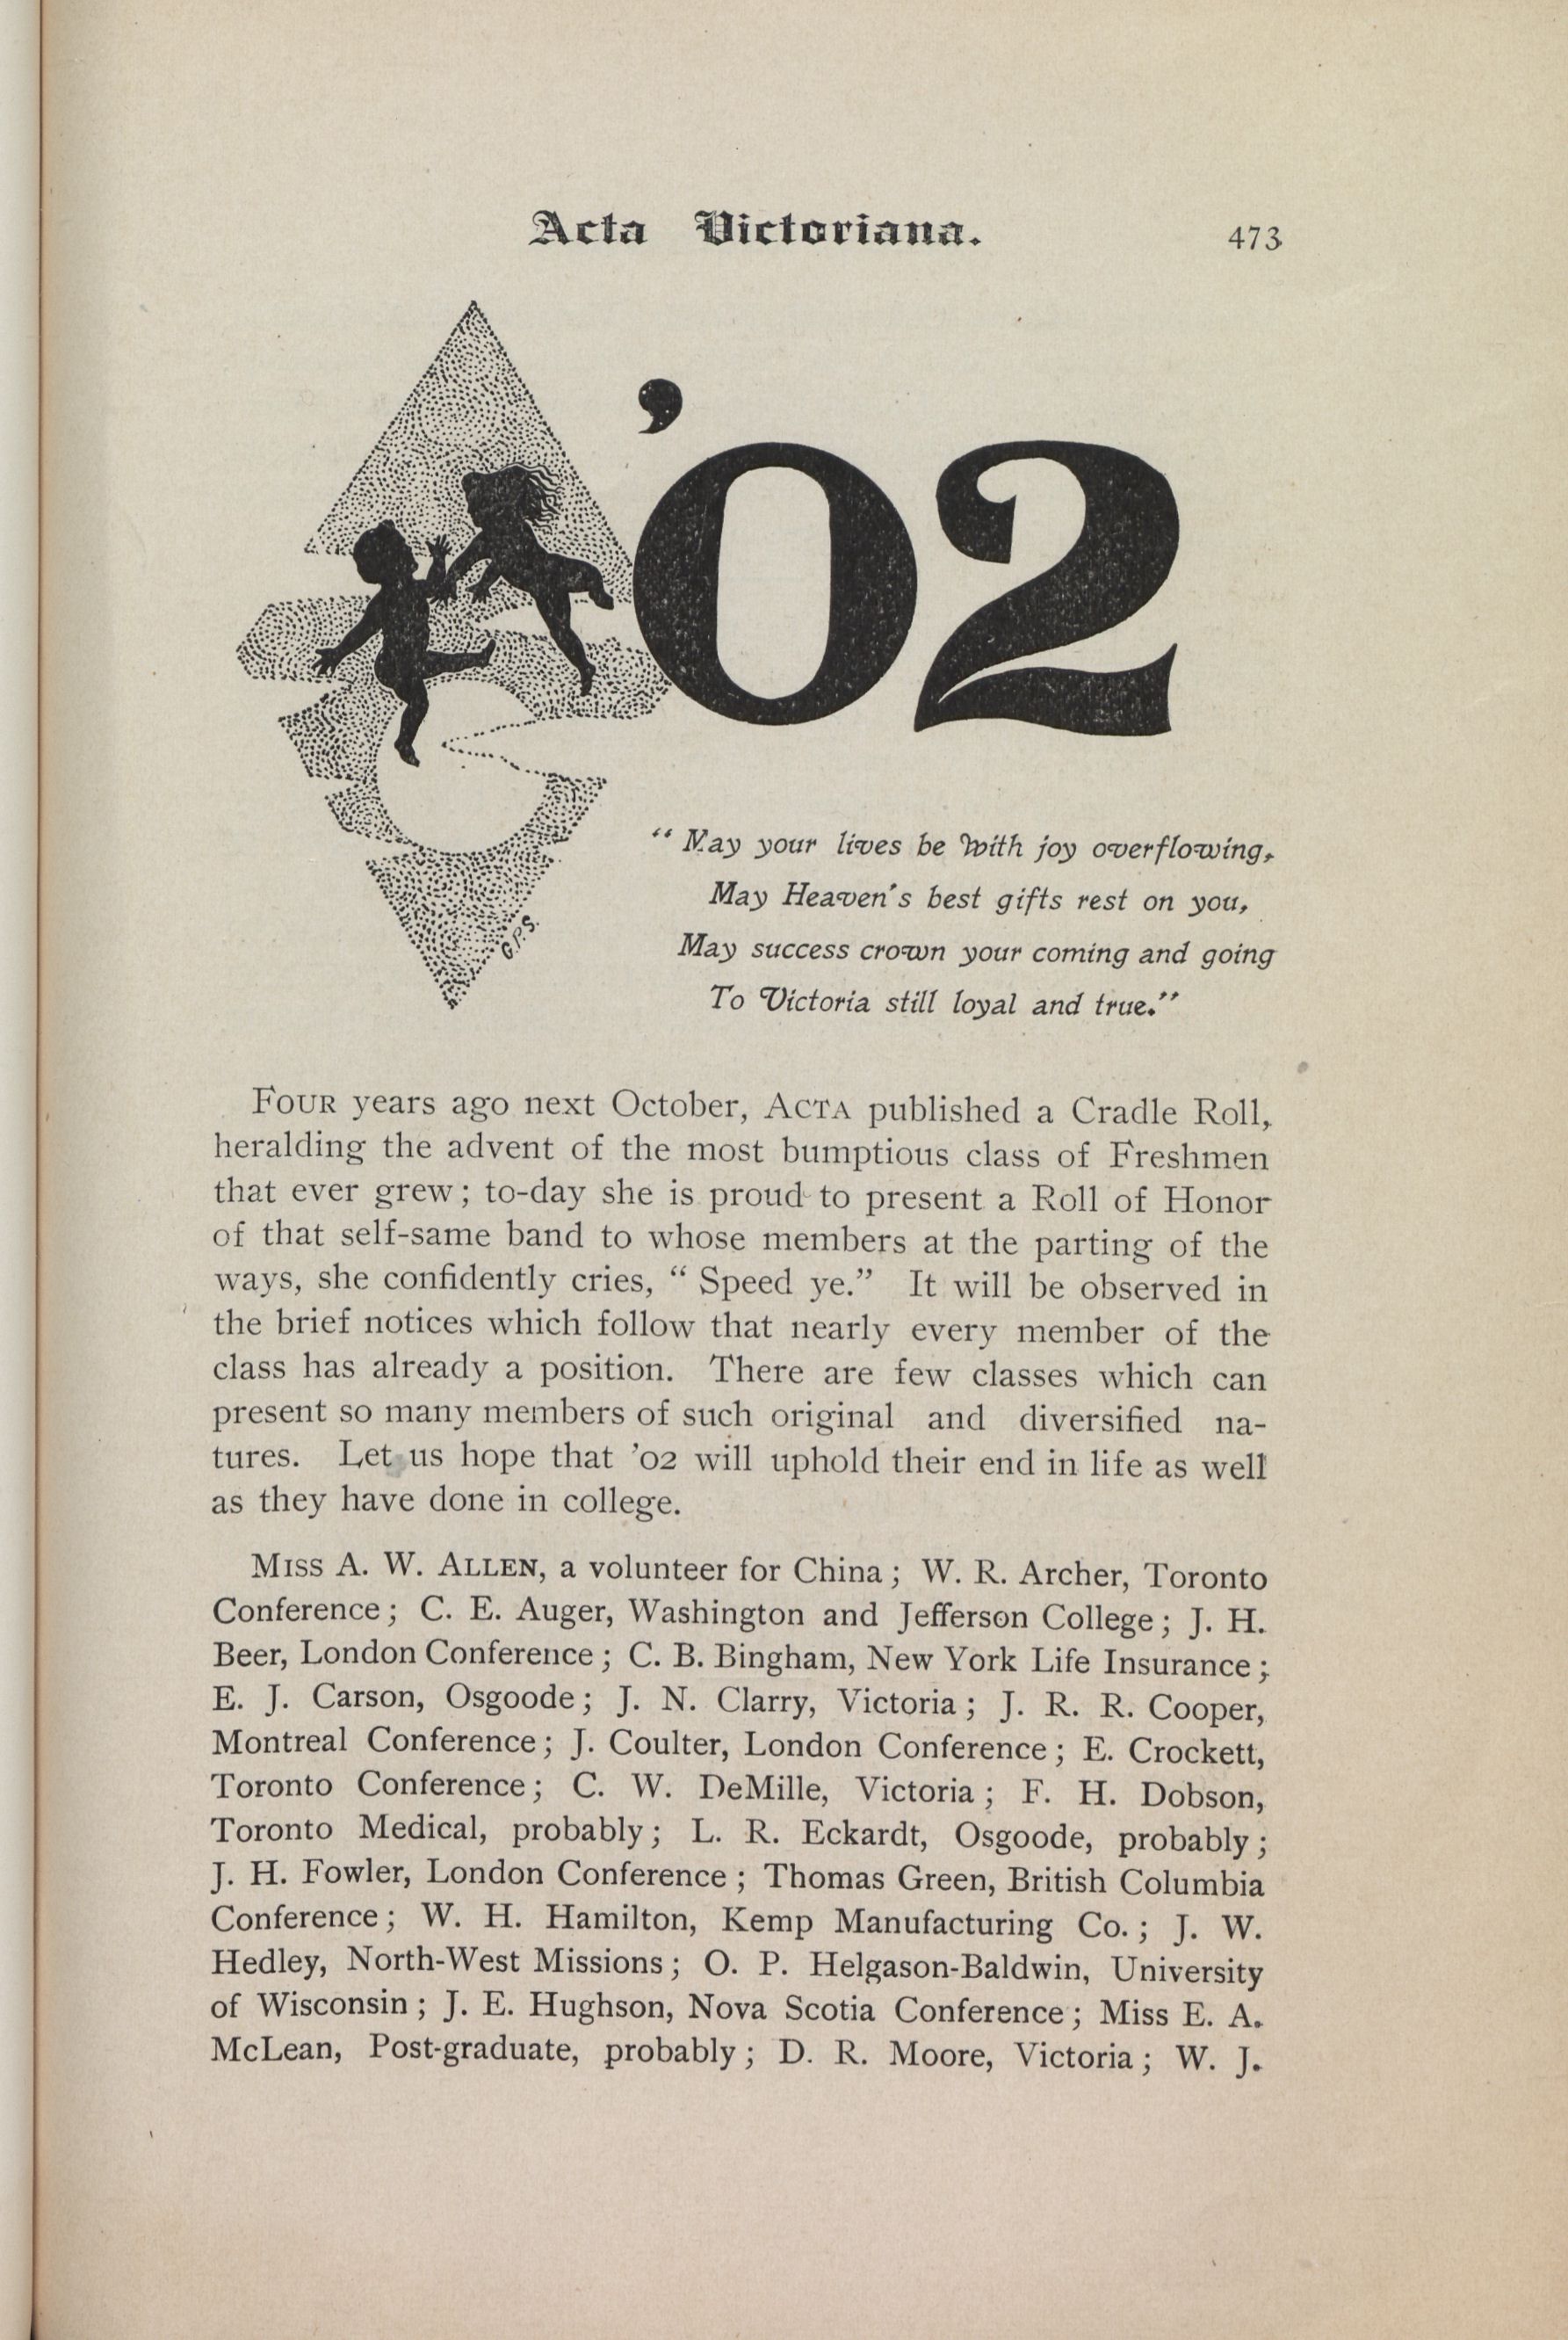 Acta Victoriana. 473
'02
G.P.S.
“ May your lives be with joy overflowing,
May Heaven's best gifts rest on you,
May success crown your coming and going
To Victoria still loyal and true.”
FOUR years ago next October, ACTA published a Cradle Roll,
heralding the advent of the most bumptious class of Freshmen
that ever grew; to-day she is proud to present a Roll of Honor
of that self-same band to whose members at the parting of the
ways, she confidently cries, “ Speed ye.” It will be observed in
the brief notices which follow that nearly every member of the
class has already a position. There are few classes which can
present so many members of such original and diversified na-
tures. Let us hope that '02 will uphold their end in life as well
as they have done in college.
MISS A. W. ALLEN, a volunteer for China ; W. R. Archer, Toronto
Conference ; C. E. Auger, Washington and Jefferson College ; J. H.
Beer, London Conference ; C. B. Bingham, New York Life Insurance ;
E. J. Carson, Osgoode ; J. N. Clarry, Victoria ; J. R. R. Cooper,
Montreal Conference ; J. Coulter, London Conference ; E. Crockett,
Toronto Conference ; C. W. DeMille, Victoria ; F. H. Dobson,
Toronto Medical, probably ; L. R. Eckardt, Osgoode, probably ;
J. H. Fowler, London Conference ; Thomas Green, British Columbia
Conference ; W. H. Hamilton, Kemp Manufacturing Co. ; J. W.
Hedley, North-West Missions ; O. P. Helgason-Baldwin, University
of Wisconsin ; J. E. Hughson, Nova Scotia Conference ; Miss E. A.
McLean, Post-graduate, probably ; D. R. Moore, Victoria ; W. J.